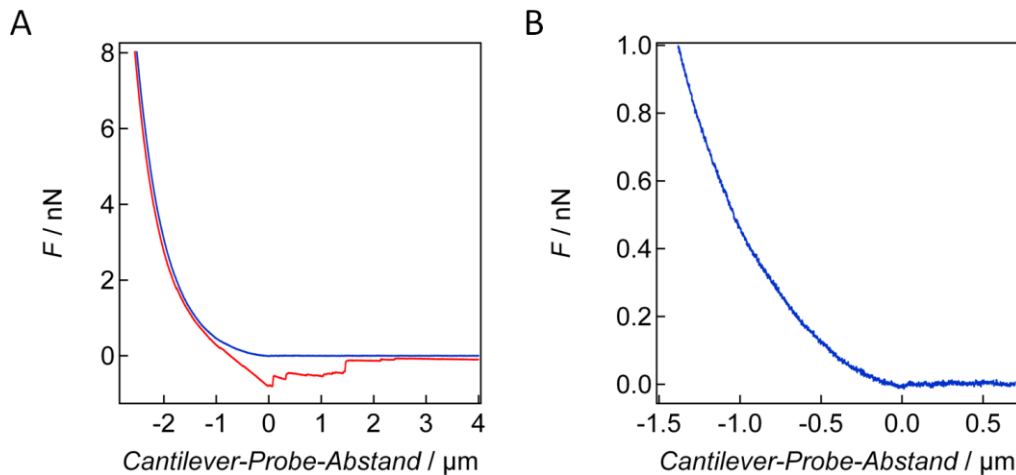 A
8
6
4
2
0
F / nN
-2 -1 0 1 2 3 4
Cantilever-Probe-Abstand / µm
B
1.0
0.8
0.6
0.4
0.2
0.0
F / nN
-1.5 -1.0 -0.5 0.0 0.5
Cantilever-Probe-Abstand / µm